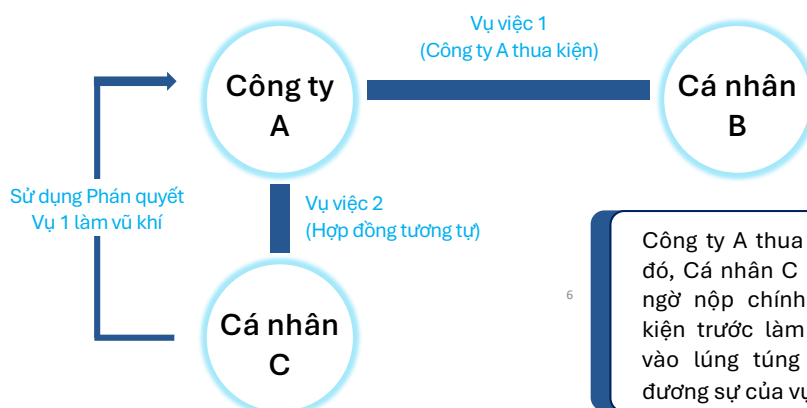 Vụ việc 1
(Công ty A thua kiện)
Công ty
A
Cá nhân
B
Sử dụng Phán quyết
Vụ 1 làm vũ khí
Vụ việc 2
(Hợp đồng tương tự)
Cá nhân
C
6
Công ty A thua
đó, Cá nhân C
ngờ nộp chính
kiện trước làm
vào lúng túng
đương sự của vụ